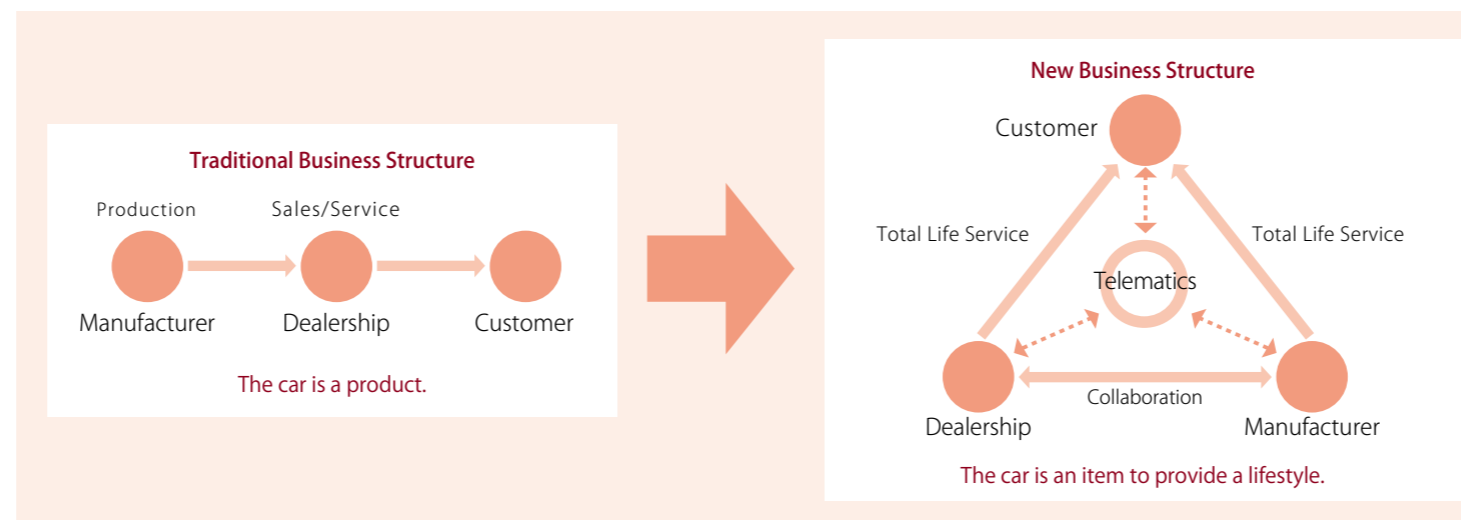 Traditional Business Structure
Production
Sales/Service
Manufacturer
Dealership
Customer
The car is a product.
New Business Structure
Customer
Total Life Service
Total Life Service
Telematics
Collaboration
Dealership
Manufacturer
The car is an item to provide a lifestyle.